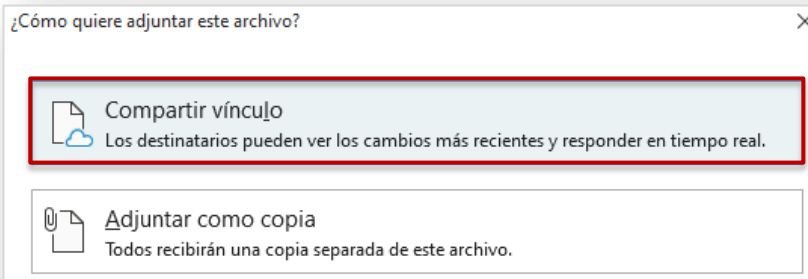 ¿Cómo quiere adjuntar este archivo?
Compartir vínculo
Los destinatarios pueden ver los cambios más recientes y responder en tiempo real.
Adjuntar como copia
Todos recibirán una copia separada de este archivo.